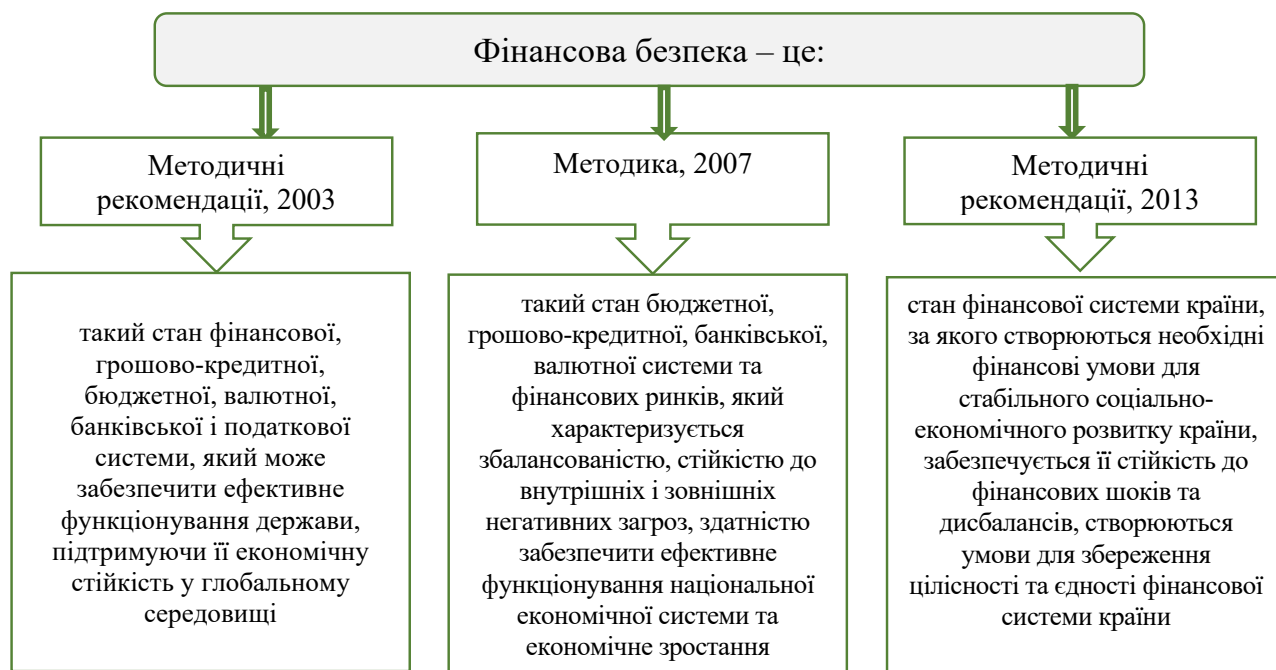 Фінансова безпека – це:
Методичні
рекомендації, 2003
такий стан фінансової,
грошово-кредитної,
бюджетної, валютної,
банківської і податкової
системи, який може
забезпечити ефективне
функціонування держави,
підтримуючи її економічну
стійкість у глобальному
середовищі
Методика, 2007
такий стан бюджетної,
грошово-кредитної, банківської,
валютної системи та
фінансових ринків, який
характеризується
збалансованістю, стійкістю до
внутрішніх і зовнішніх
негативних загроз, здатністю
забезпечити ефективне
функціонування національної
економічної системи та
економічне зростання
Методичні
рекомендації, 2013
стан фінансової системи країни,
за якого створюються необхідні
фінансові умови для
стабільного соціально-
економічного розвитку країни,
забезпечується її стійкість до
фінансових шоків та
дисбалансів, створюються
умови для збереження
цілісності та єдності фінансової
системи країни